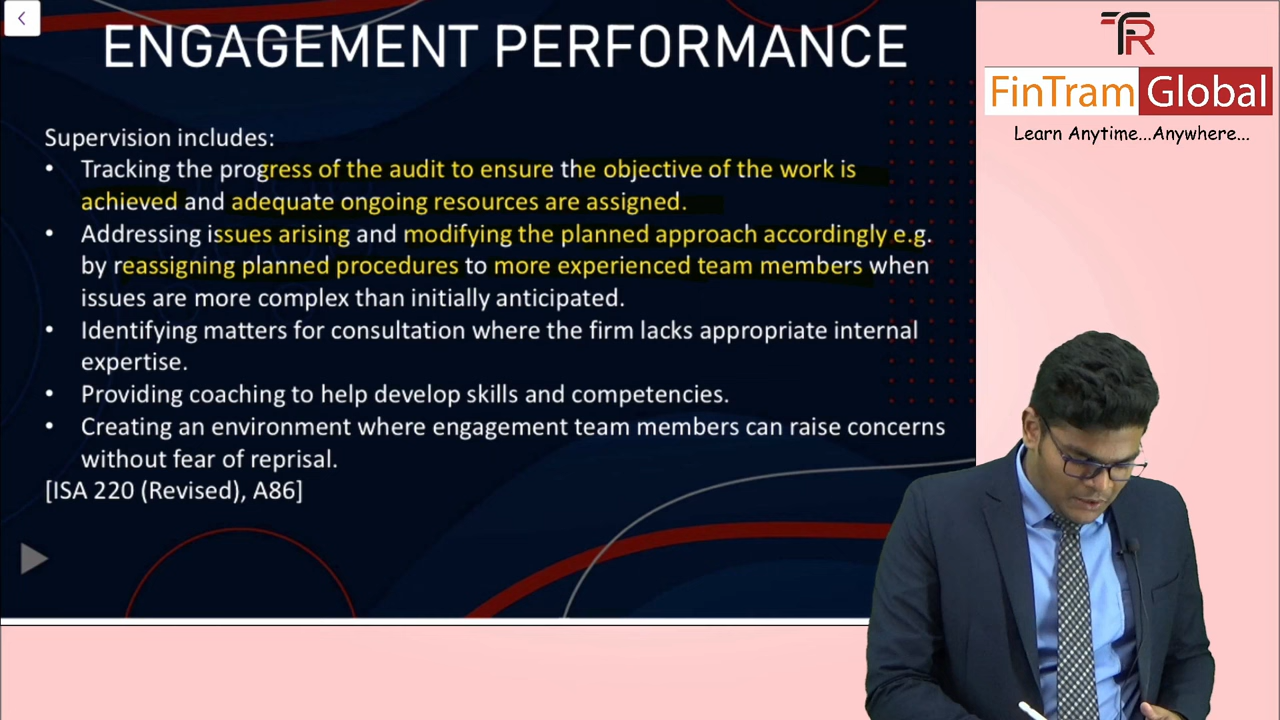 ENGAGEMENT PERFORMANCE
Supervision includes:
• Tracking the progress of the audit to ensure the objective of the work is
achieved and adequate ongoing resources are assigned.
• Addressing issues arising and modifying the planned approach accordingly e.g.
by reassigning planned procedures to more experienced team members when
issues are more complex than initially anticipated.
• Identifying matters for consultation where the firm lacks appropriate internal
expertise.
• Providing coaching to help develop skills and competencies.
• Creating an environment where engagement team members can raise concerns
without fear of reprisal.
[ISA 220 (Revised), A86]
FinTram Global
Learn Anytime...Anywhere...